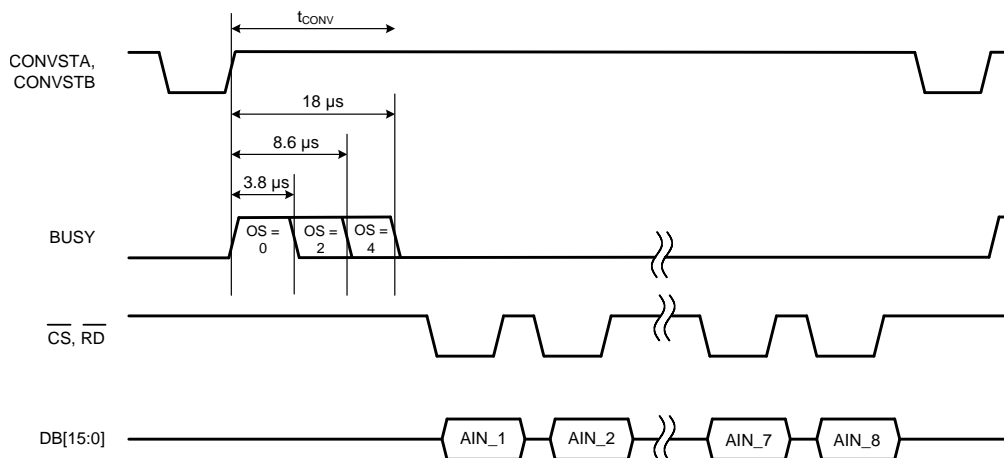 tCONV
CONVSTA,
CONVSTB
18 µs
8.6 µs
3.8 µs
BUSY
OS =
0
OS =
2
OS =
4
CS, RD
DB[15:0]
AIN_1
AIN_2
AIN_7
AIN_8